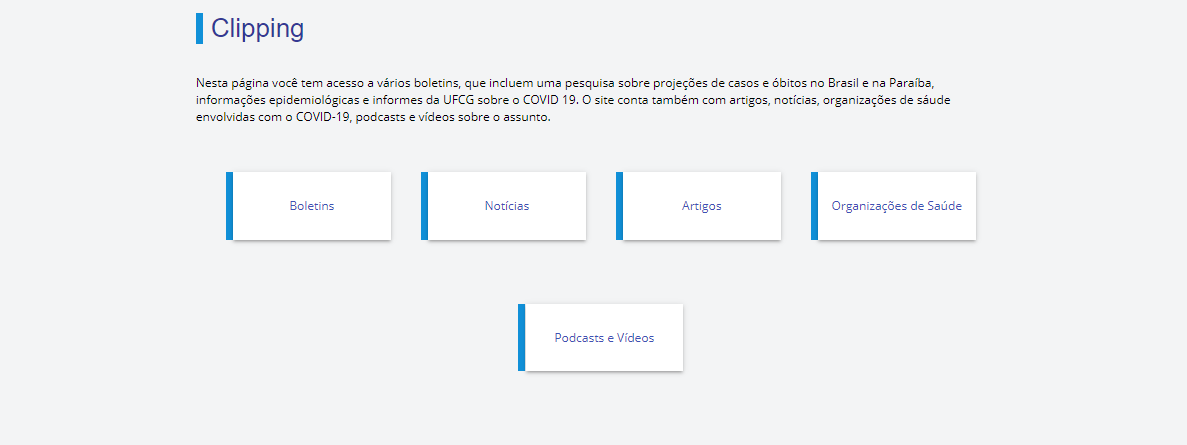 Clipping
Nesta página você tem acesso a vários boletins, que incluem uma pesquisa sobre projeções de casos e óbitos no Brasil e na Paraíba,
informações epidemiológicas e informes da UFCG sobre o COVID 19. O site conta também com artigos, notícias, organizações de sáude
envolvidas com o COVID-19, podcasts e vídeos sobre o assunto.
Boletins
Notícias
Artigos
Organizações de Saúde
Podcasts e Vídeos